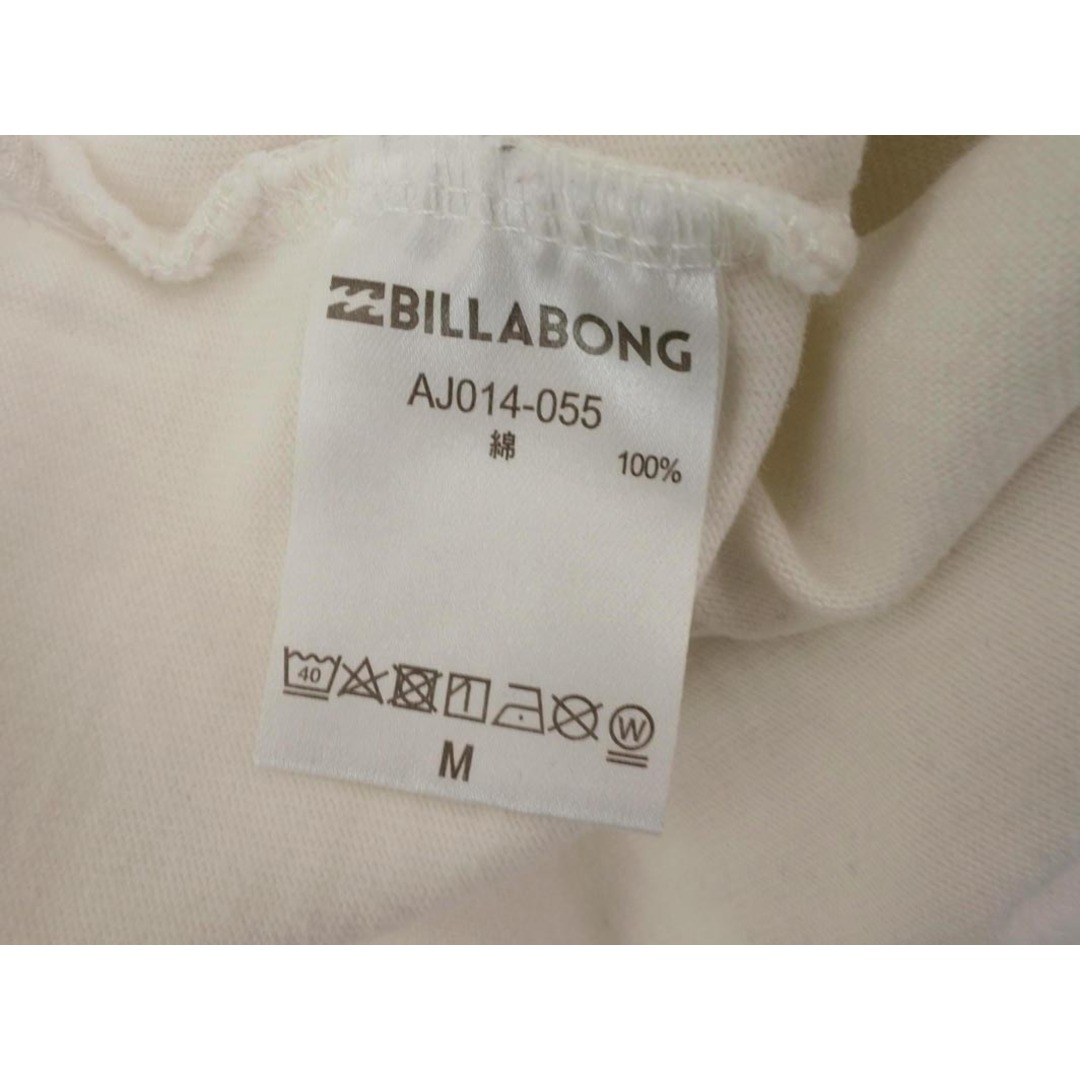 BILLABONG
AJ014-055
綿 100%
40 W
M